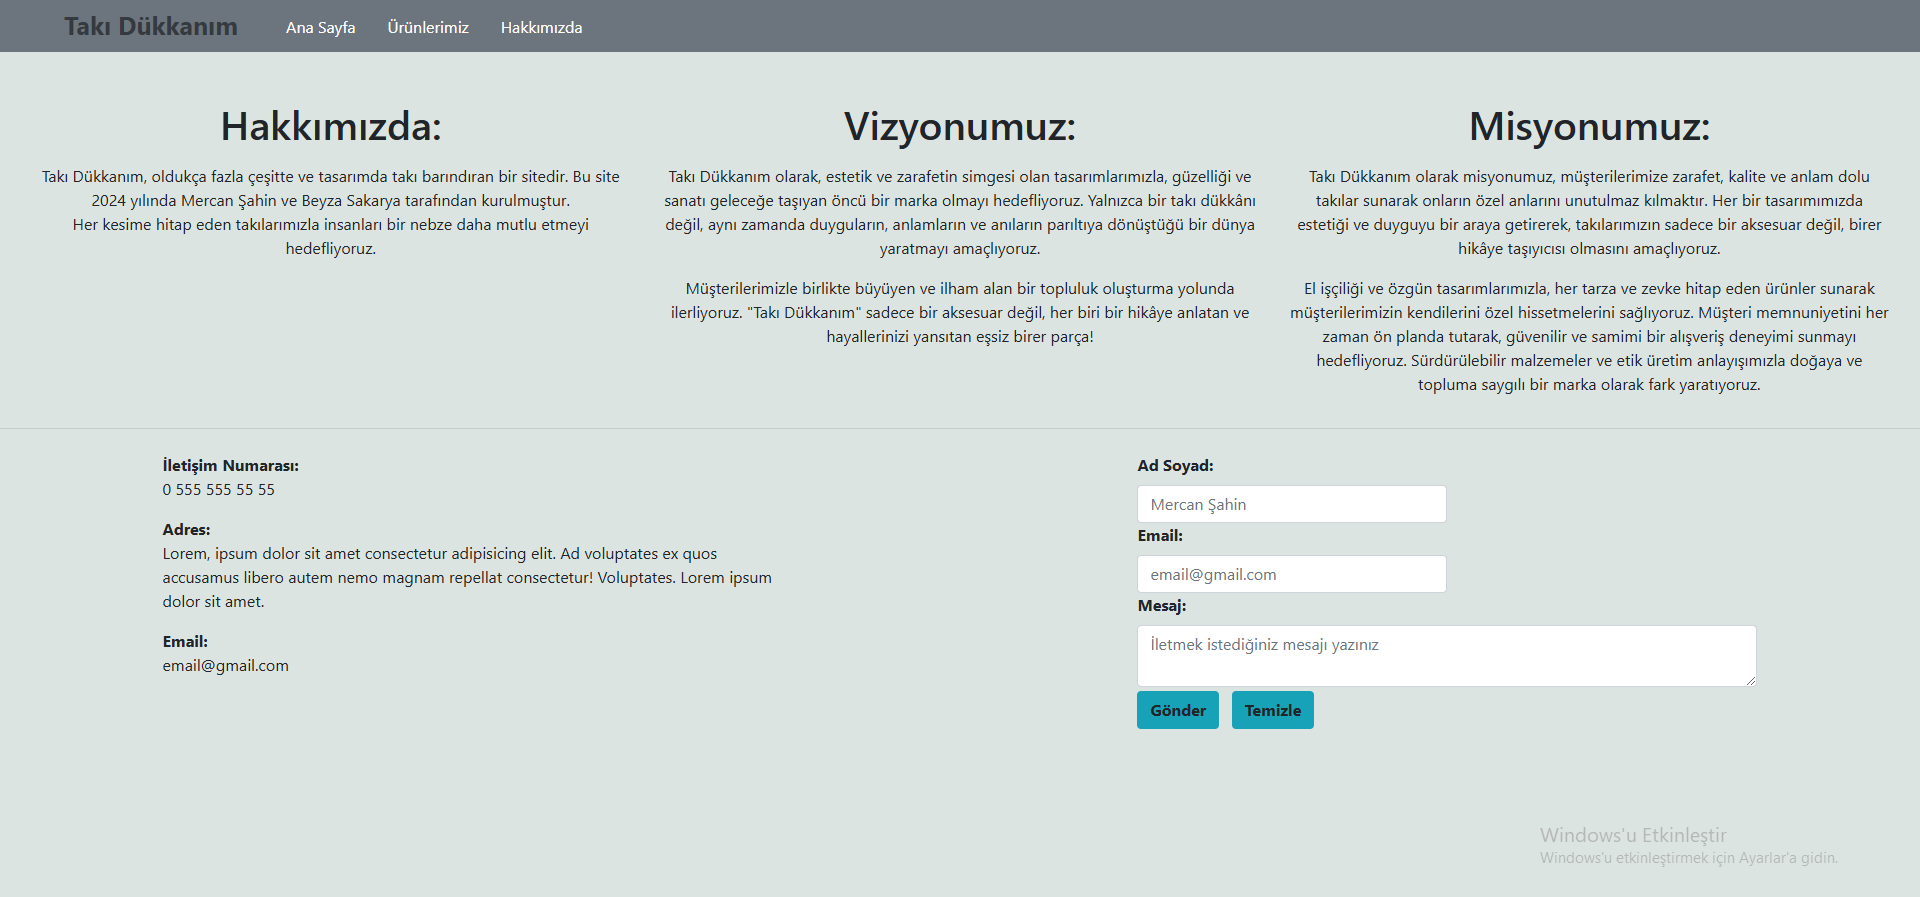 Takı Dükkanım
Ana Sayfa
Ürünlerimiz
Hakkımızda
Hakkımızda:
Takı Dükkanım, oldukça fazla çeşitte ve tasarımda takı barındıran bir sitedir. Bu site
2024 yılında Mercan Şahin ve Beyza Sakarya tarafından kurulmuştur.
Her kesime hitap eden takılarımızla insanları bir nebze daha mutlu etmeyi
hedefliyoruz.
Vizyonumuz:
Takı Dükkanım olarak, estetik ve zarafetin simgesi olan tasarımlarımızla, güzelliği ve
sanatı geleceğe taşıyan öncü bir marka olmayı hedefliyoruz. Yalnızca bir takı dükkânı
değil, aynı zamanda duyguların, anlamların ve anıların parıltıya dönüştüğü bir dünya
yaratmayı amaçlıyoruz.
Müşterilerimizle birlikte büyüyen ve ilham alan bir topluluk oluşturma yolunda
ilerliyoruz. "Takı Dükkanım" sadece bir aksesuar değil, her biri bir hikâye anlatan ve
hayallerinizi yansıtan eşsiz birer parça!
Misyonumuz:
Takı Dükkanım olarak misyonumuz, müşterilerimize zarafet, kalite ve anlam dolu
takılar sunarak onların özel anlarını unutulmaz kılmaktır. Her bir tasarımımızda
estetiği ve duyguyu bir araya getirerek, takılarımızın sadece bir aksesuar değil, birer
hikâye taşıyıcısı olmasını amaçlıyoruz.
El işçiliği ve özgün tasarımlarımızla, her tarza ve zevke hitap eden ürünler sunarak
müşterilerimizin kendilerini özel hissetmelerini sağlıyoruz. Müşteri memnuniyetini her
zaman ön planda tutarak, güvenilir ve samimi bir alışveriş deneyimi sunmayı
hedefliyoruz. Sürdürülebilir malzemeler ve etik üretim anlayışımızla doğaya ve
topluma saygılı bir marka olarak fark yaratıyoruz.
İletişim Numarası:
0 555 555 55 55
Adres:
Lorem, ipsum dolor sit amet consectetur adipisicing elit. Ad voluptates ex quos
accusamus libero autem nemo magnam repellat consectetur! Voluptates. Lorem ipsum
dolor sit amet.
Email:
email@gmail.com
Ad Soyad:
Mercan Şahin
Email:
email@gmail.com
Mesaj:
İletmek istediğiniz mesajı yazınız
Gönder
Temizle
Windows'u Etkinleştir
Windows'u etkinleştirmek için Ayarlar'a gidin.